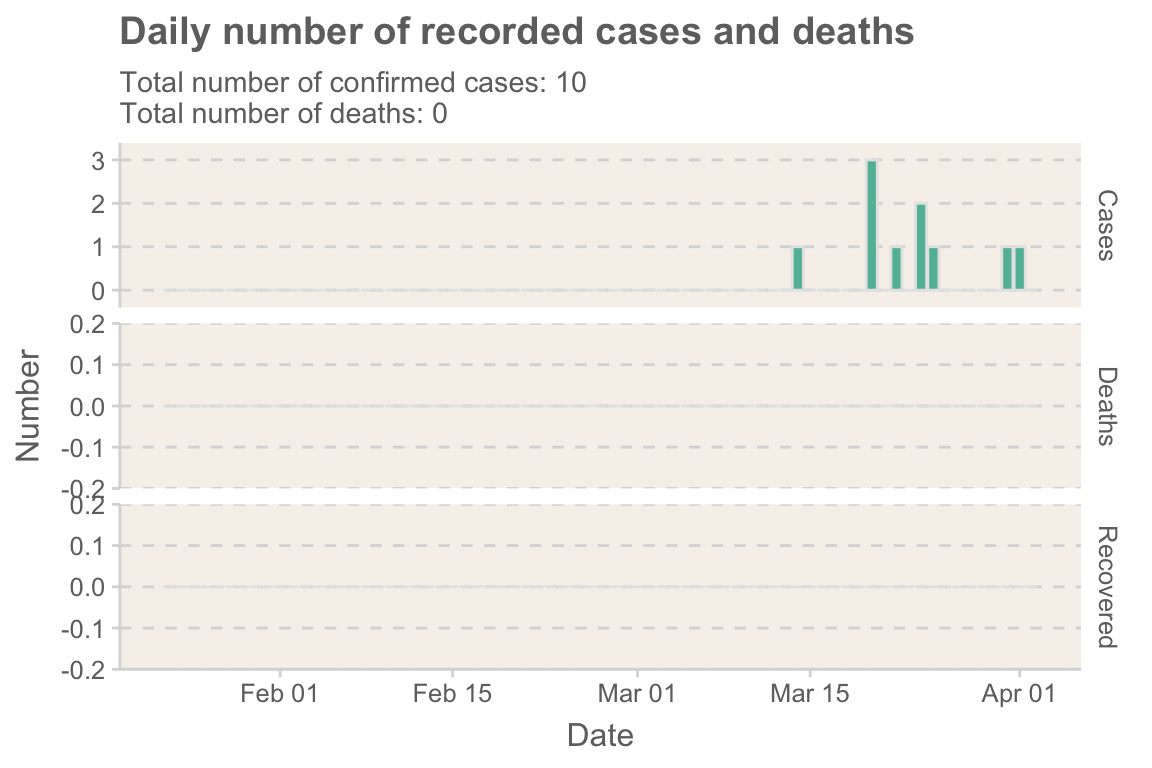 Daily number of recorded cases and deaths
Total number of confirmed cases: 10
Total number of deaths: 0
3
2
1
0
Cases
0.2
0.1
0.0
-0.1
-0.2
Deaths
Number
0.2
0.1
0.0
-0.1
-0.2
Recovered
Feb 01 Feb 15 Mar 01 Mar 15 Apr 01
Date